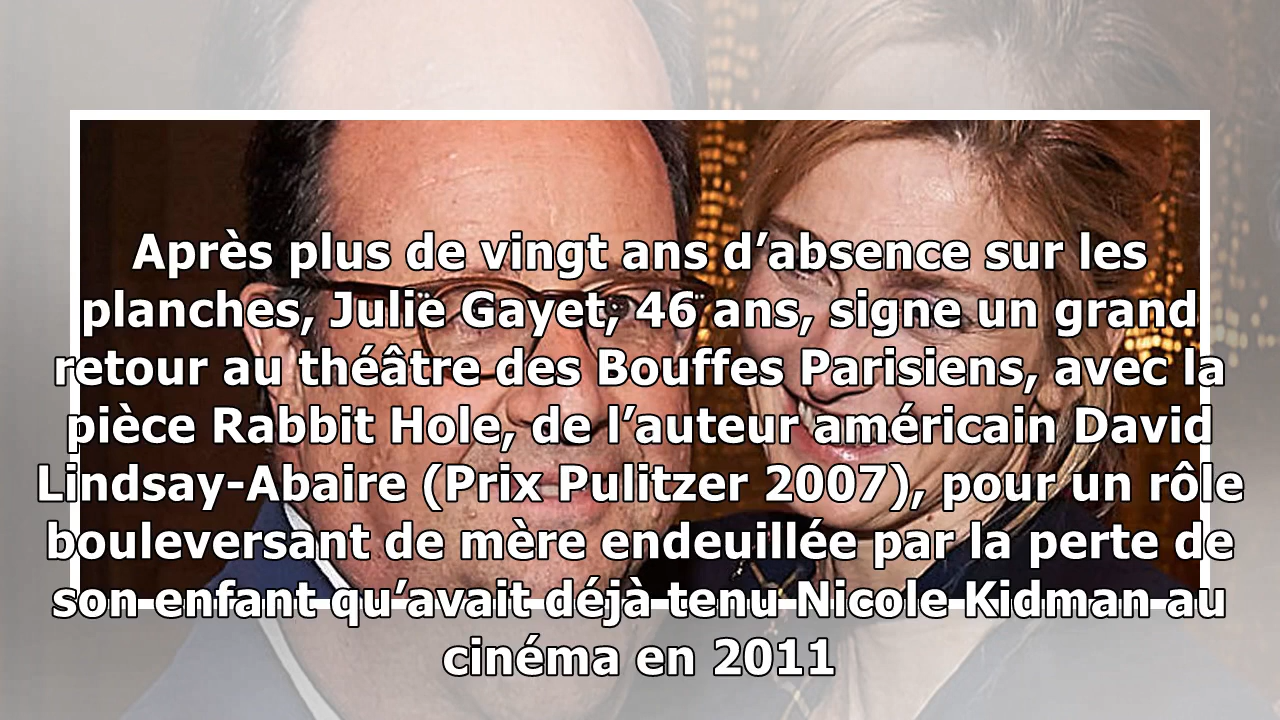 Après plus de vingt ans d’absence sur les
planches, Julie Gayet, 46 ans, signe un grand
retour au théâtre des Bouffes Parisiens, avec la
pièce Rabbit Hole, de l’auteur américain David
Lindsay-Abaire (Prix Pulitzer 2007), pour un rôle
bouleversant de mère endeuillée par la perte de
son enfant qu’avait déjà tenu Nicole Kidman au
cinéma en 2011